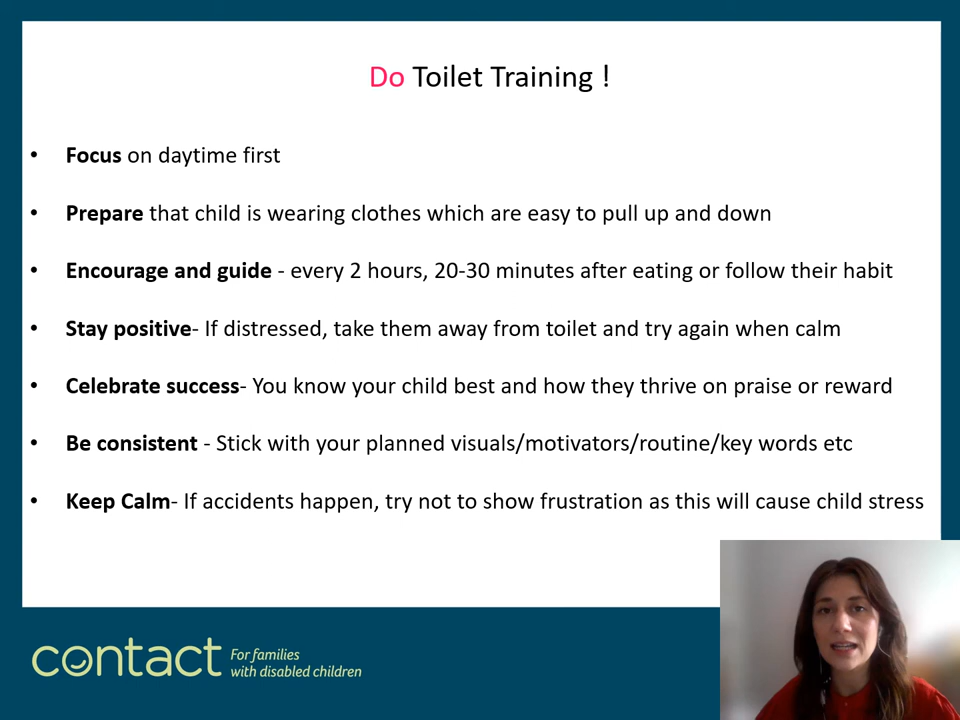 Do Toilet Training !
• Focus on daytime first
• Prepare that child is wearing clothes which are easy to pull up and down
• Encourage and guide - every 2 hours, 20-30 minutes after eating or follow their habit
• Stay positive- If distressed, take them away from toilet and try again when calm
• Celebrate success- You know your child best and how they thrive on praise or reward
• Be consistent - Stick with your planned visuals/motivators/routine/key words etc
• Keep Calm- If accidents happen, try not to show frustration as this will cause child stress
contact
For families
with disabled children